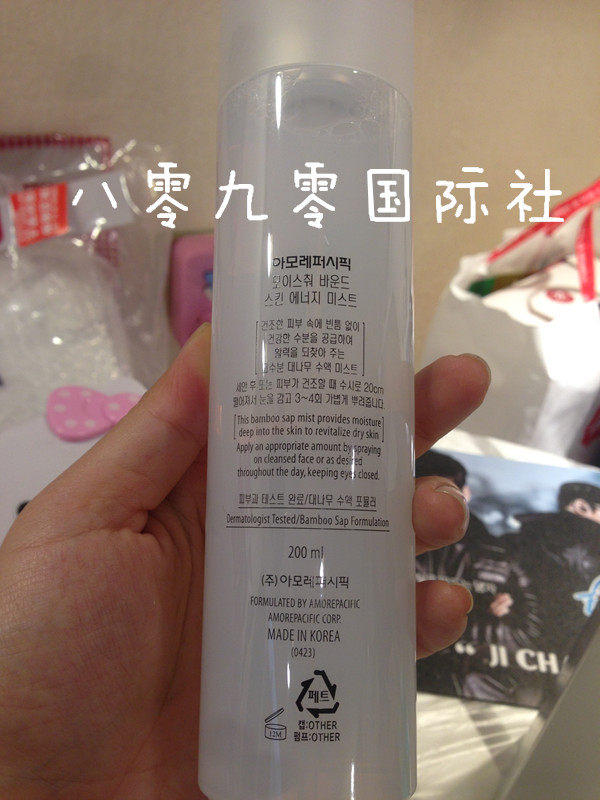 八零九零国际社
아모레퍼시픽
모이스춰 바운드
스킨 에너지 미스트
건조한 피부 속에 빈틈 없이
건강한 수분을 공급하여
활력을 되찾아 주는
고수분 대나무 수액 미스트
세안 후 또는 피부가 건조할 때 수시로 20cm
떨어져서 눈을 감고 3~4회 가볍게 뿌려줍니다.
This bamboo sap mist provides moisture
deep into the skin to revitalize dry skin
Apply an appropriate amount by spraying
on cleansed face or as desired
throughout the day, keeping eyes closed.
피부과 테스트 완료/대나무 수액 포뮬러
Dermatologist Tested/Bamboo Sap Formulation
200 ml
(주)아모레퍼시픽
FORMULATED BY AMOREPACIFIC
AMOREPACIFIC CORP.
MADE IN KOREA
(0423)
페트
캡:OTHER
펌프:OTHER
12M
" JI CH